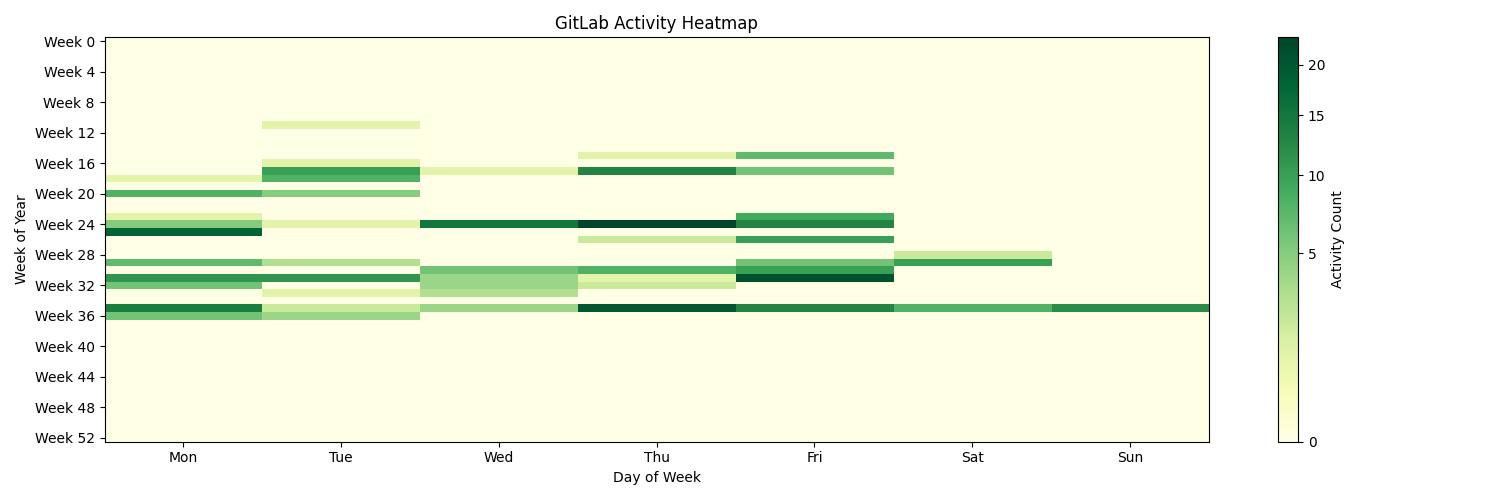 GitLab Activity Heatmap
Week 0
Week 4
Week 8
Week 12
Week 16
Week 20
Week 24
Week 28
Week 32
Week 36
Week 40
Week 44
Week 48
Week 52
Week of Year
Mon Tue Wed Thu Fri Sat Sun
Day of Week
20
15
10
5
0
Activity Count